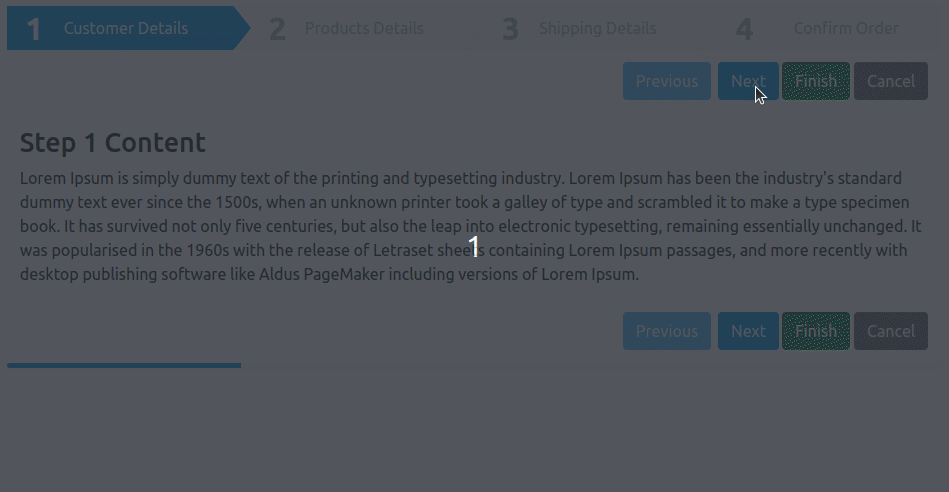 1 Customer Details 2 Products Details 3 Shipping Details 4 Confirm Order
Previous Next Finish Cancel
Step 1 Content
Lorem Ipsum is simply dummy text of the printing and typesetting industry. Lorem Ipsum has been the industry's standard
dummy text ever since the 1500s, when an unknown printer took a galley of type and scrambled it to make a type specimen
book. It has survived not only five centuries, but also the leap into electronic typesetting, remaining essentially unchanged. It
was popularised in the 1960s with the release of Letraset sheets containing Lorem Ipsum passages, and more recently with
desktop publishing software like Aldus PageMaker including versions of Lorem Ipsum.
1
Previous Next Finish Cancel